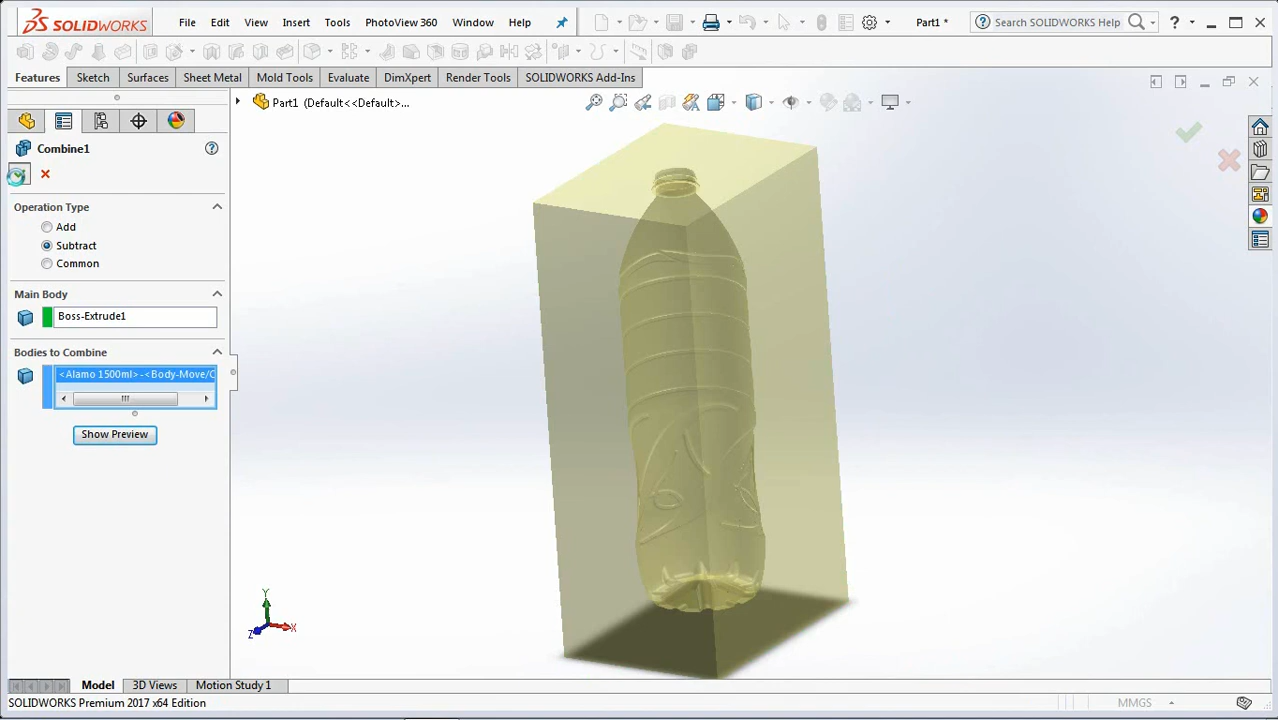 SOLIDWORKS File Edit View Insert Tools PhotoView 360 Window Help Part1 * Search SOLIDWORKS Help ?
Features Sketch Surfaces Sheet Metal Mold Tools Evaluate DimXpert Render Tools SOLIDWORKS Add-Ins
Part1 (Default<<Default>...
Combine1 ?
Operation Type
Add
Subtract
Common
Main Body
Boss-Extrude1
Bodies to Combine
<Alamo 1500ml>-<Body-Move/C
Show Preview
Y
Z X
Model 3D Views Motion Study 1
SOLIDWORKS Premium 2017 x64 Edition MMGS